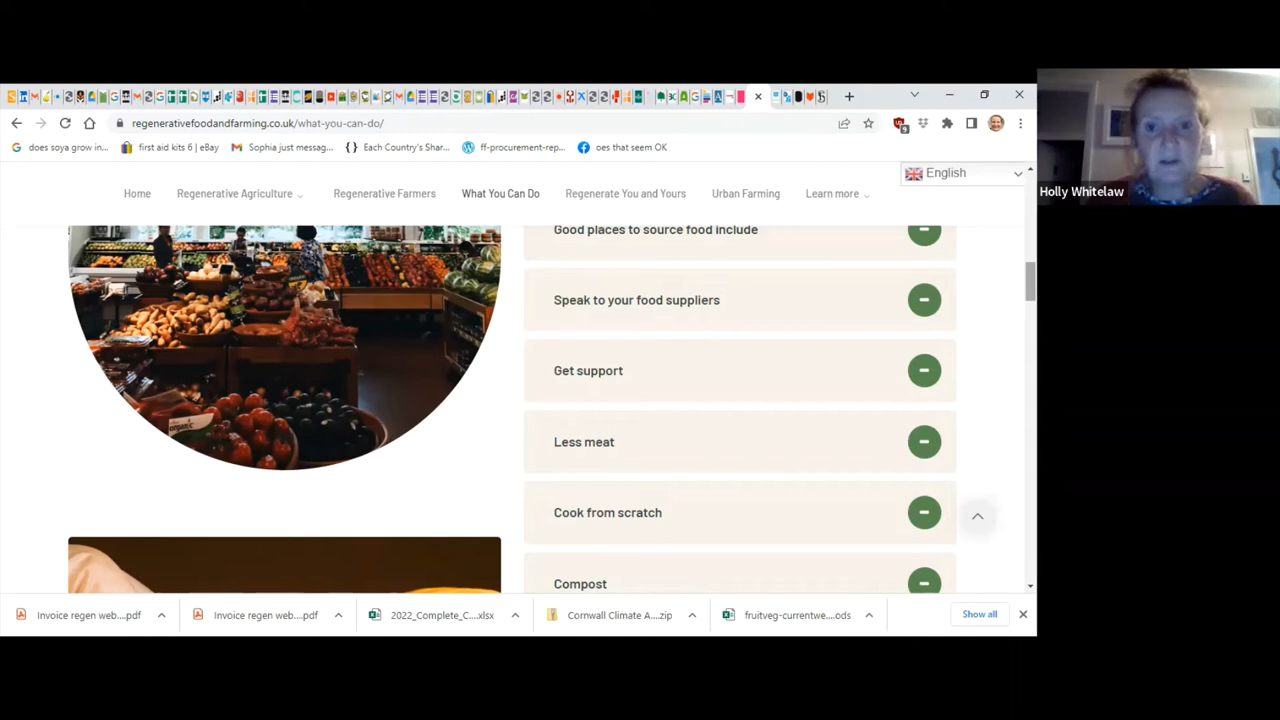 regenerativefoodandfarming.co.uk/what-you-can-do/
9
does soya grow in...
first aid kits 6 | eBay
Sophia just messag...
Each Country's Shar...
ff-procurement-rep...
oes that seem OK
English
Home
Regenerative Agriculture
Regenerative Farmers
What You Can Do
Regenerate You and Yours
Urban Farming
Learn more
Holly Whitelaw
Good places to source food include
Speak to your food suppliers
Get support
Less meat
Cook from scratch
Compost
organic
Invoice regen web....pdf
Invoice regen web....pdf
2022_Complete_C....xlsx
Cornwall Climate A....zip
fruitveg-currentwe....ods
Show all